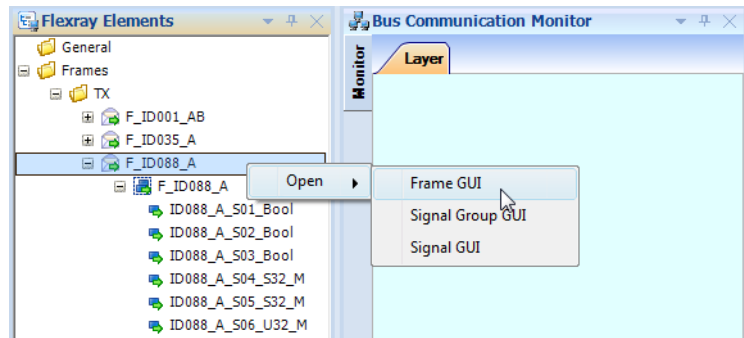 Flexray Elements
General
Frames
TX
F_ID001_AB
F_ID035_A
F_ID088_A
F_ID088_A
ID088_A_S01_Bool
ID088_A_S02_Bool
ID088_A_S03_Bool
ID088_A_S04_S32_M
ID088_A_S05_S32_M
ID088_A_S06_U32_M
Open
Frame GUI
Signal Group GUI
Signal GUI
Bus Communication Monitor
Monitor
Layer